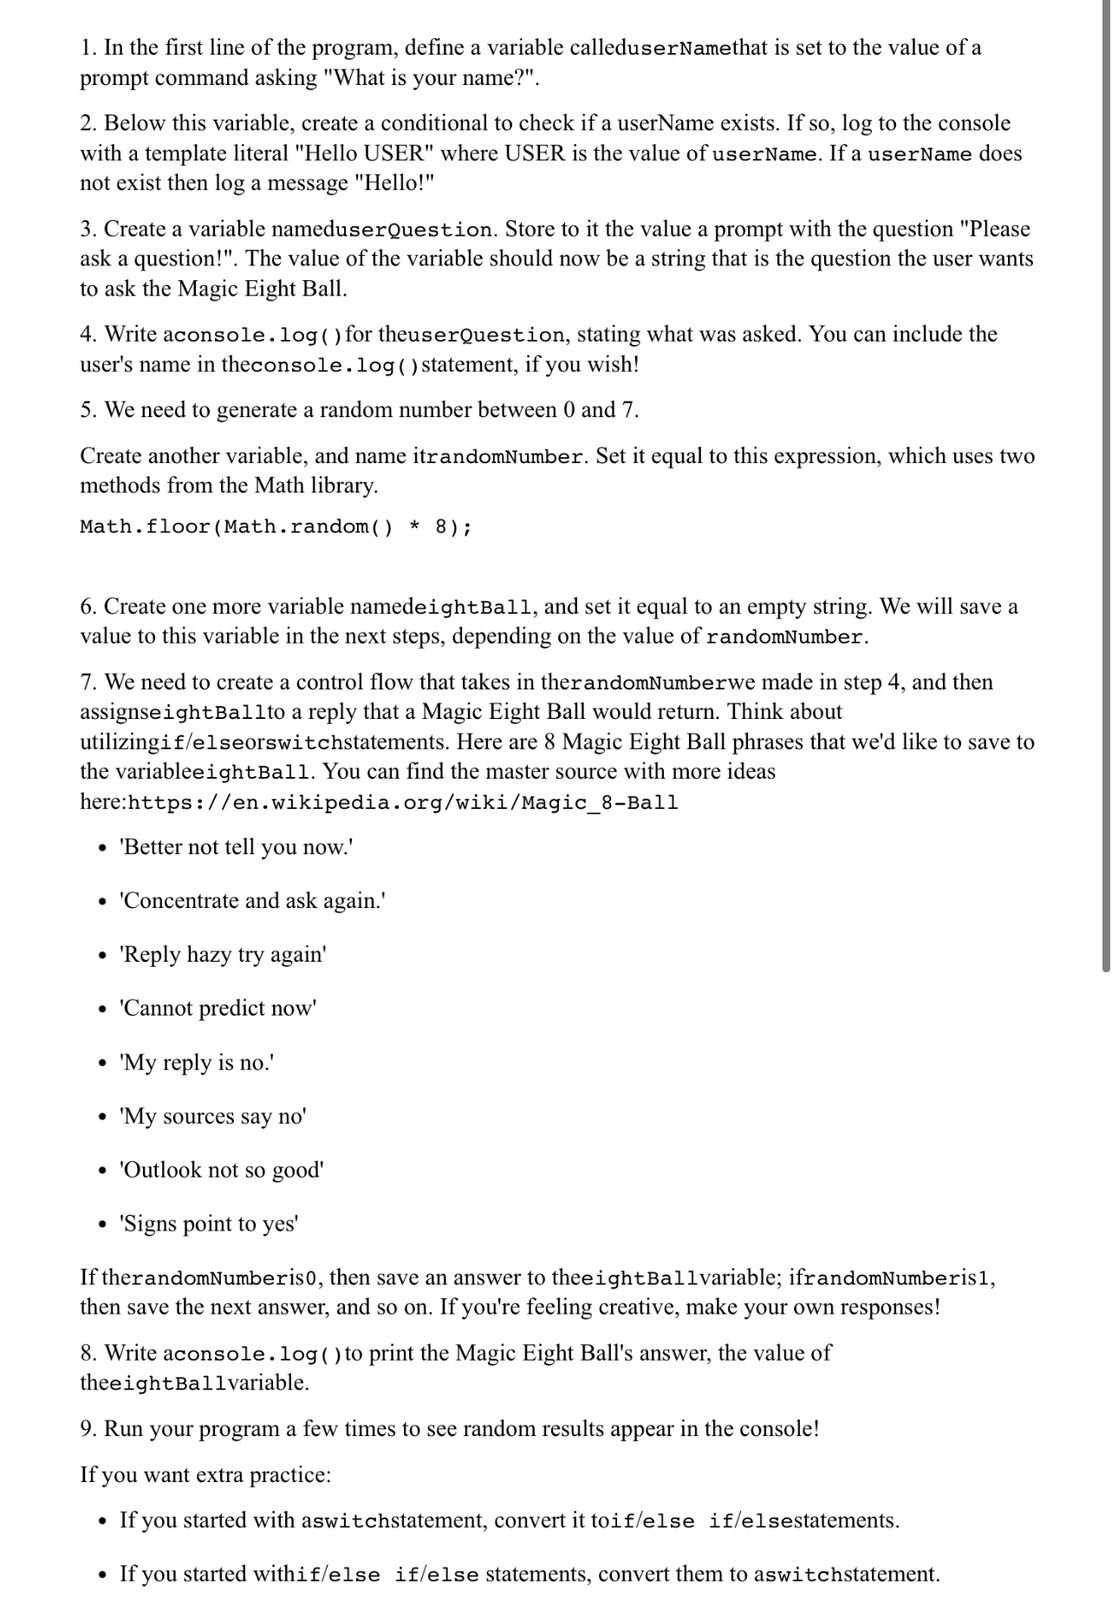 1. In the first line of the program, define a variable calleduserNamethat is set to the value of a
prompt command asking "What is your name?".
2. Below this variable, create a conditional to check if a userName exists. If so, log to the console
with a template literal "Hello USER" where USER is the value of userName. If a userName does
not exist then log a message "Hello!"
3. Create a variable nameduserQuestion. Store to it the value a prompt with the question "Please
ask a question!". The value of the variable should now be a string that is the question the user wants
to ask the Magic Eight Ball.
4. Write aconsole.log()for theuserQuestion, stating what was asked. You can include the
user's name in theconsole.log()statement, if you wish!
5. We need to generate a random number between 0 and 7.
Create another variable, and name itrandomNumber. Set it equal to this expression, which uses two
methods from the Math library.
Math.floor(Math.random() * 8);
6. Create one more variable namedeightBall, and set it equal to an empty string. We will save a
value to this variable in the next steps, depending on the value of randomNumber.
7. We need to create a control flow that takes in therandomNumberwe made in step 4, and then
assignseightBallto a reply that a Magic Eight Ball would return. Think about
utilizingif/elseorswitchstatements. Here are 8 Magic Eight Ball phrases that we'd like to save to
the variableeightBall. You can find the master source with more ideas
here:https://en.wikipedia.org/wiki/Magic_8-Ball
• 'Better not tell you now.'
• 'Concentrate and ask again.'
• 'Reply hazy try again'
• 'Cannot predict now'
• 'My reply is no.'
• 'My sources say no'
• 'Outlook not so good'
• 'Signs point to yes'
If therandomNumberis0, then save an answer to theeightBallvariable; ifrandomNumberis1,
then save the next answer, and so on. If you're feeling creative, make your own responses!
8. Write aconsole.log()to print the Magic Eight Ball's answer, the value of
theeightBallvariable.
9. Run your program a few times to see random results appear in the console!
If you want extra practice:
• If you started with aswitchstatement, convert it toif/else if/elsestatements.
• If you started withif/else if/else statements, convert them to aswitchstatement.